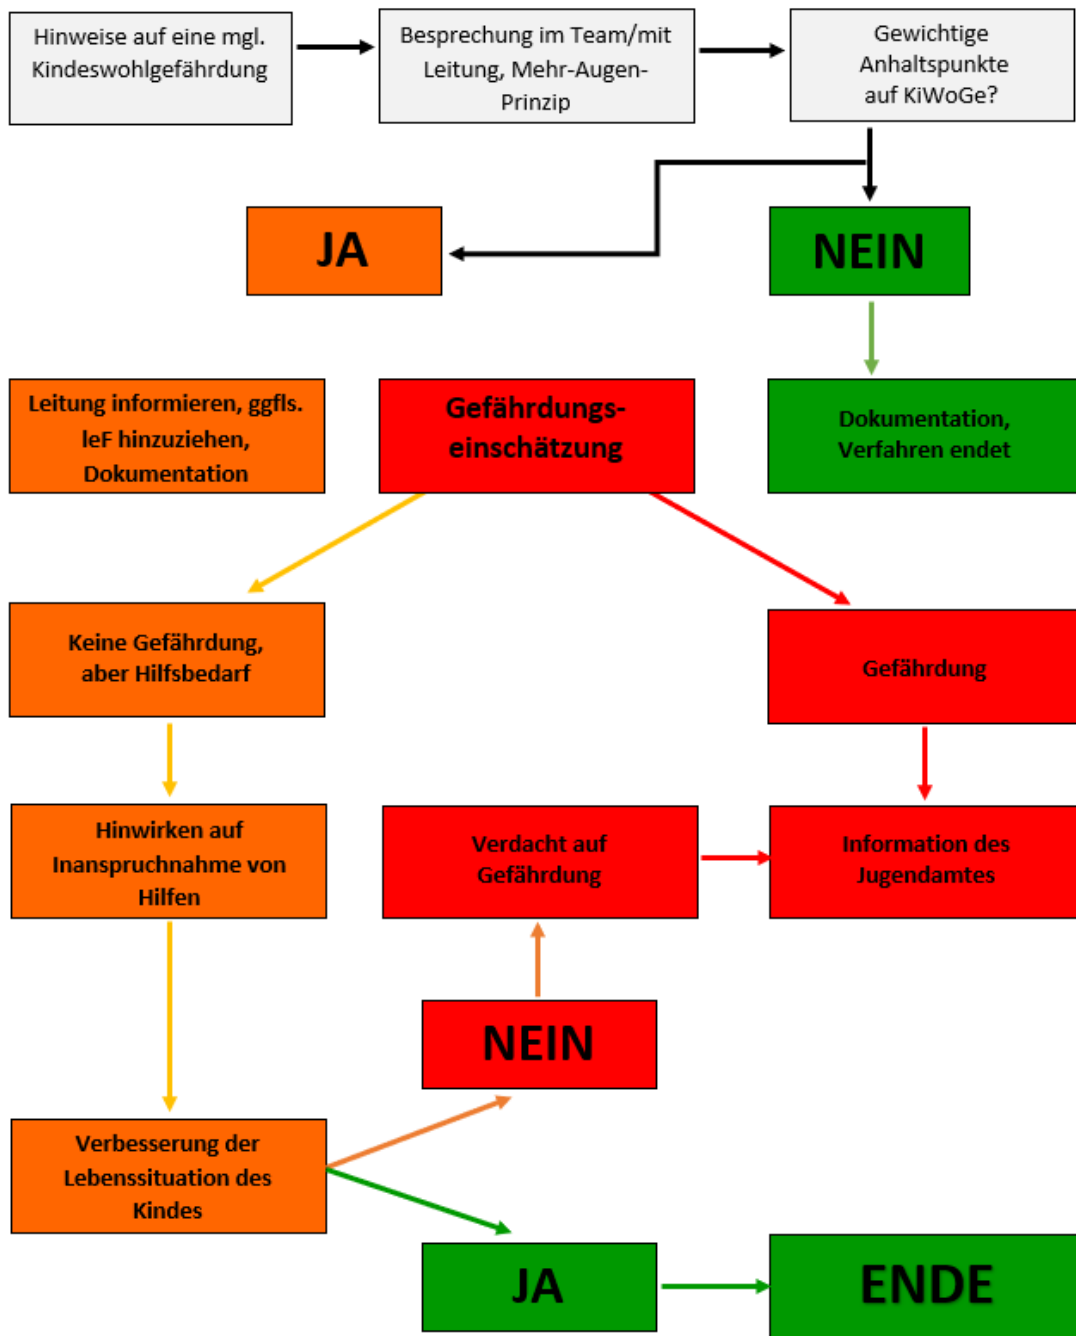 Hinweise auf eine mgl.
Kindeswohlgefährdung
Besprechung im Team/mit
Leitung, Mehr-Augen-
Prinzip
Gewichtige
Anhaltspunkte
auf KiWoGe?
JA
NEIN
Leitung informieren, ggfls.
IeF hinzuziehen,
Dokumentation
Gefährdungs-
einschätzung
Dokumentation,
Verfahren endet
Keine Gefährdung,
aber Hilfsbedarf
Gefährdung
Hinwirken auf
Inanspruchnahme von
Hilfen
Verdacht auf
Gefährdung
Information des
Jugendamtes
NEIN
Verbesserung der
Lebenssituation des
Kindes
JA
ENDE